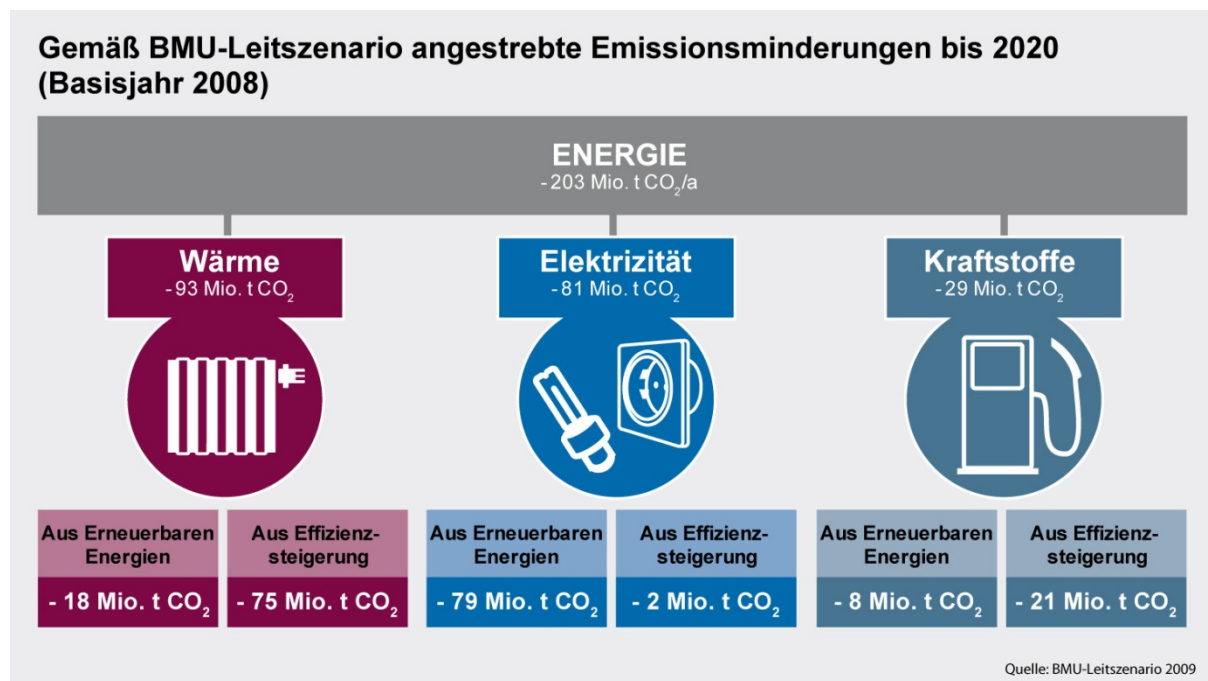 Gemäß BMU-Leitszenario angestrebte Emissionsminderungen bis 2020
(Basisjahr 2008)
ENERGIE
- 203 Mio. t CO₂/a
Wärme
- 93 Mio. t CO₂
Elektrizität
- 81 Mio. t CO₂
Kraftstoffe
- 29 Mio. t CO₂
Aus Erneuerbaren
Energien
- 18 Mio. t CO₂
Aus Effizienz-
steigerung
- 75 Mio. t CO₂
Aus Erneuerbaren
Energien
- 79 Mio. t CO₂
Aus Effizienz-
steigerung
- 2 Mio. t CO₂
Aus Erneuerbaren
Energien
- 8 Mio. t CO₂
Aus Effizienz-
steigerung
- 21 Mio. t CO₂
Quelle: BMU-Leitszenario 2009